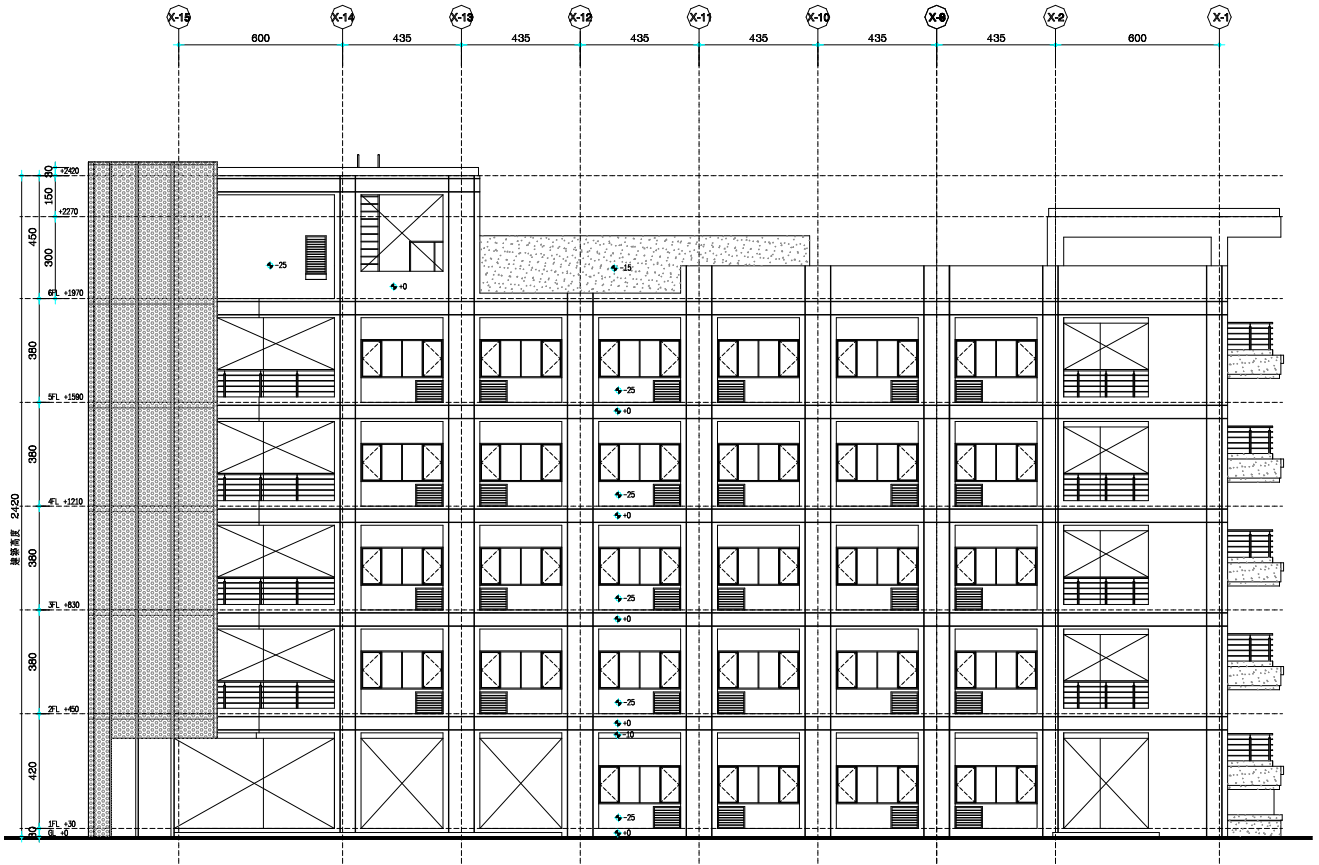 X-15 X-14 X-13 X-12 X-11 X-10 X-9 X-2 X-1
600 435 435 435 435 435 435 600
30 +2420
150
+2270
450
300
-25
-15
+0
6FL +1970
380
-25
5FL +1590
+0
380
-25
4FL +1210
+0
建築高度 2420
380
-25
3FL +830
+0
380
-25
2FL +450
+0
-10
420
-25
1FL +30
30 GL +0
+0